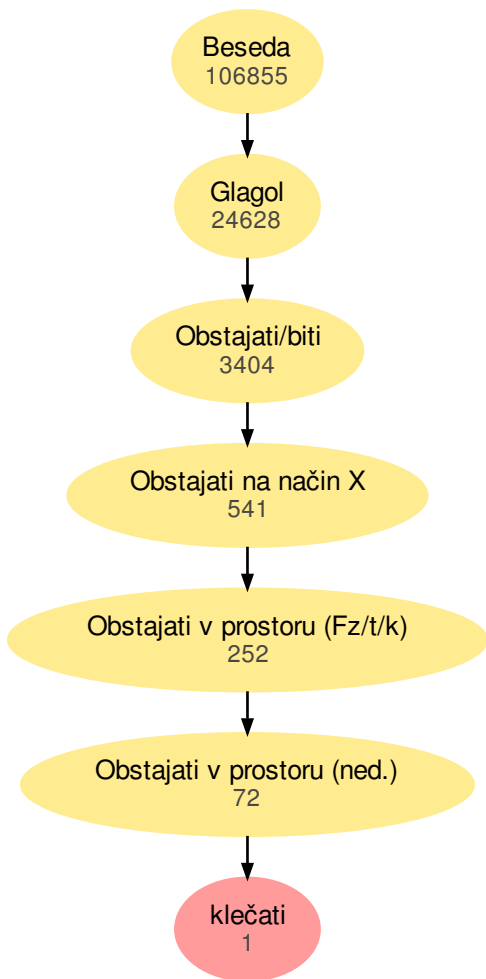 Beseda
106855
Glagol
24628
Obstajati/biti
3404
Obstajati na način X
541
Obstajati v prostoru (Fz/t/k)
252
Obstajati v prostoru (ned.)
72
klečati
1